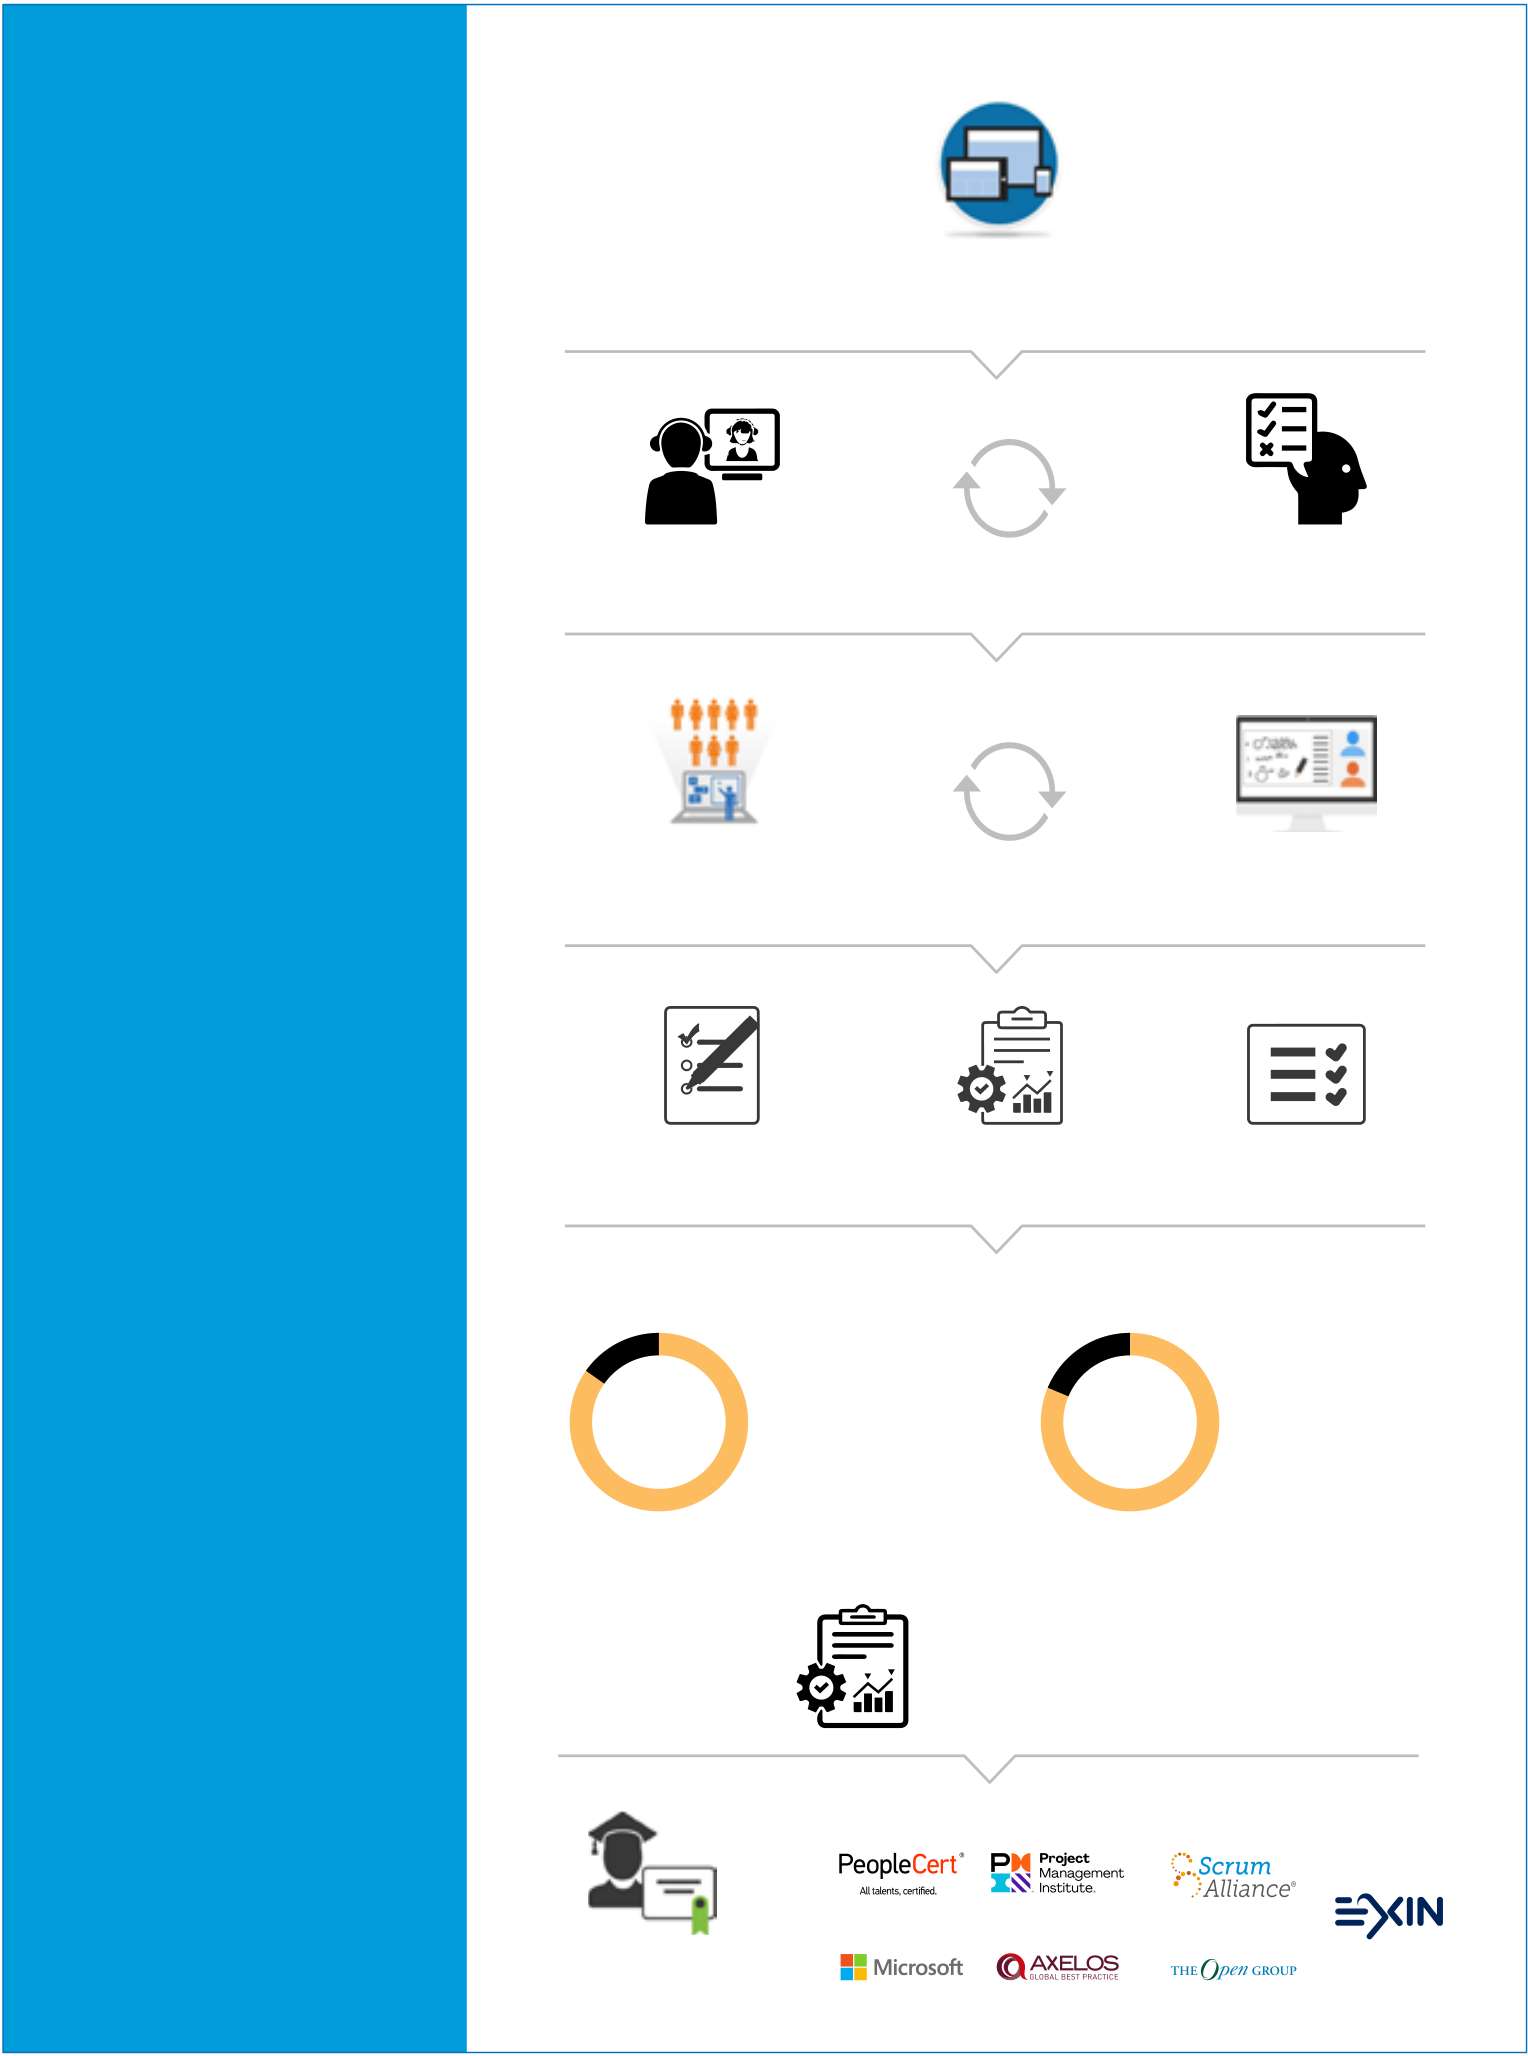 PeopleCert®
All talents, certified.
Project
Management
Institute.
Scrum
Alliance®
EXIN
Microsoft
AXELOS
GLOBAL BEST PRACTICE
THE Open GROUP